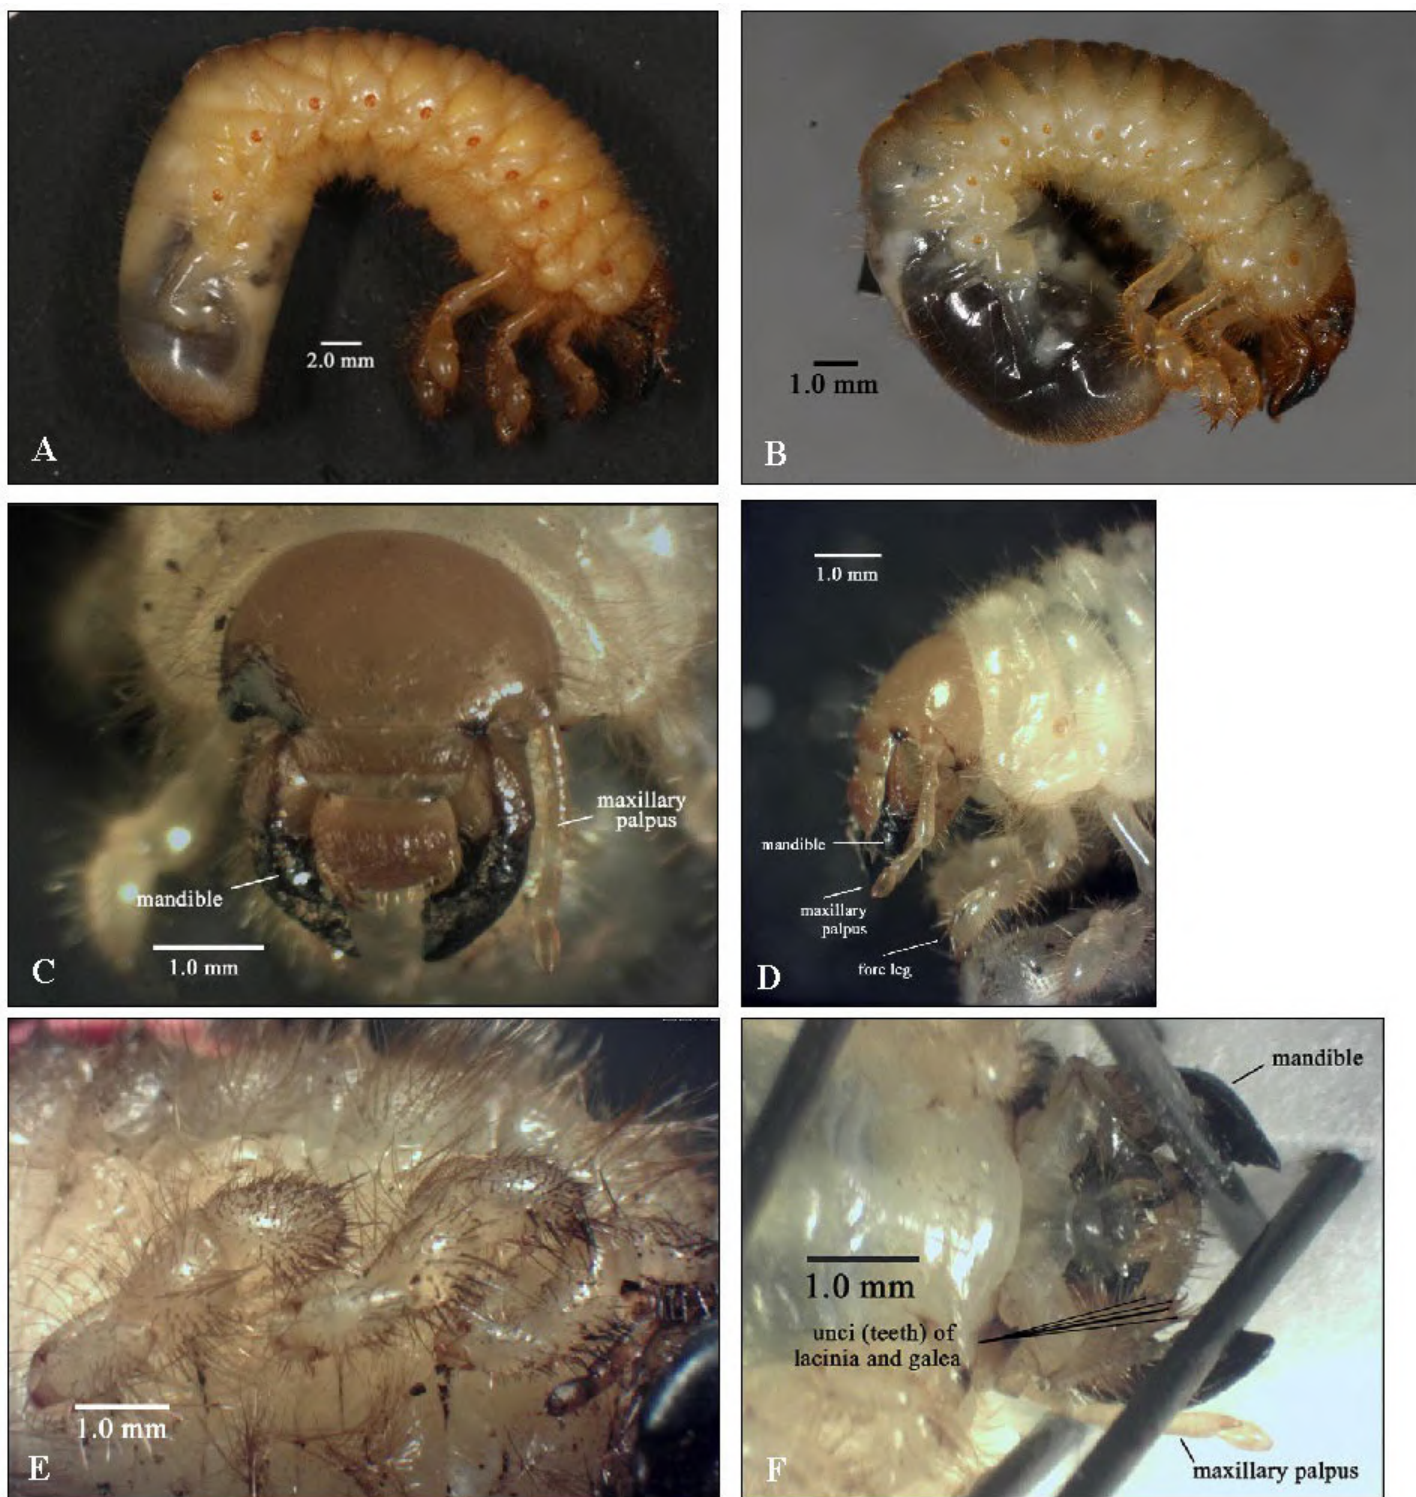 2.0 mm
A
1.0 mm
B
maxillary
palpus
mandible
1.0 mm
C
1.0 mm
mandible
maxillary
palpus
fore leg
D
1.0 mm
E
mandible
1.0 mm
unci (teeth) of
lacinia and galea
maxillary palpus
F